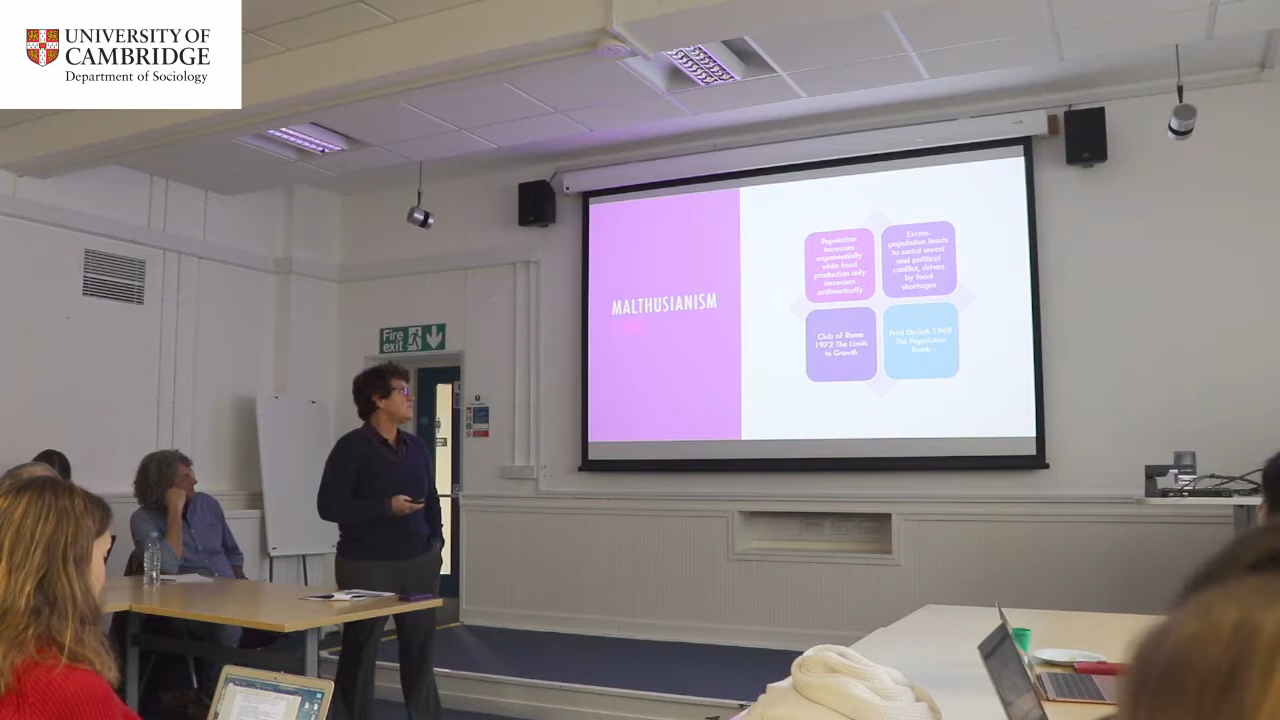 UNIVERSITY OF
CAMBRIDGE
Department of Sociology
Fire
exit
MALTHUSIANISM
Population
increases
exponentially
while food
production only
increases
arithmetically
Excess
population leads
to social unrest
and political
conflict, driven
by food
shortages
Club of Rome
1972 The Limits
to Growth
Paul Ehrlich 1968
The Population
Bomb